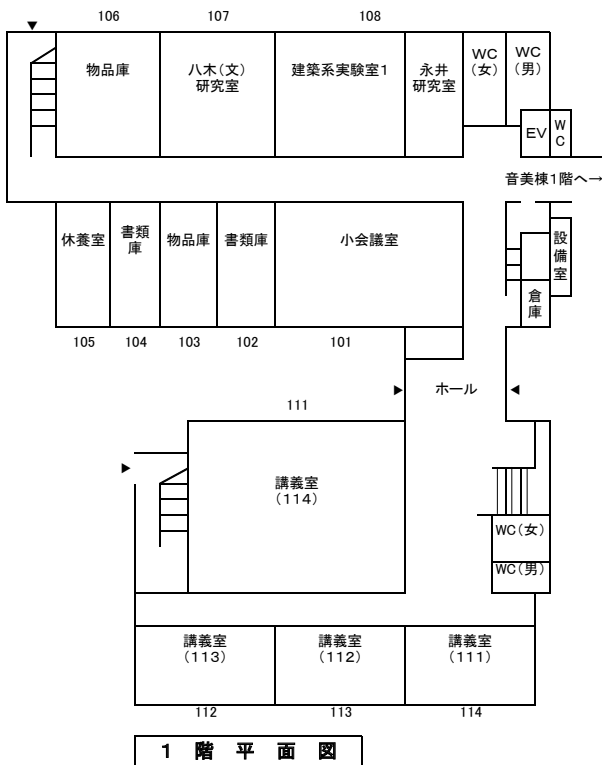 106
107
108
▼
物品庫
八木(文)
研究室
建築系実験室1
永井
研究室
WC
(女)
WC
(男)
EV
WC
音美棟1階へ→
休養室
書類
庫
物品庫
書類庫
小会議室
設備室
倉庫
105
104
103
102
101
▶ ホール ◀
111
▶
講義室
(114)
WC(女)
WC(男)
講義室
(113)
講義室
(112)
講義室
(111)
112
113
114
1 階 平 面 図